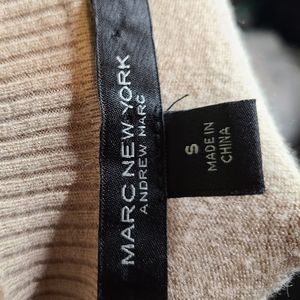 MARC NEW YORK
ANDREW MARC
S
MADE IN
CHINA